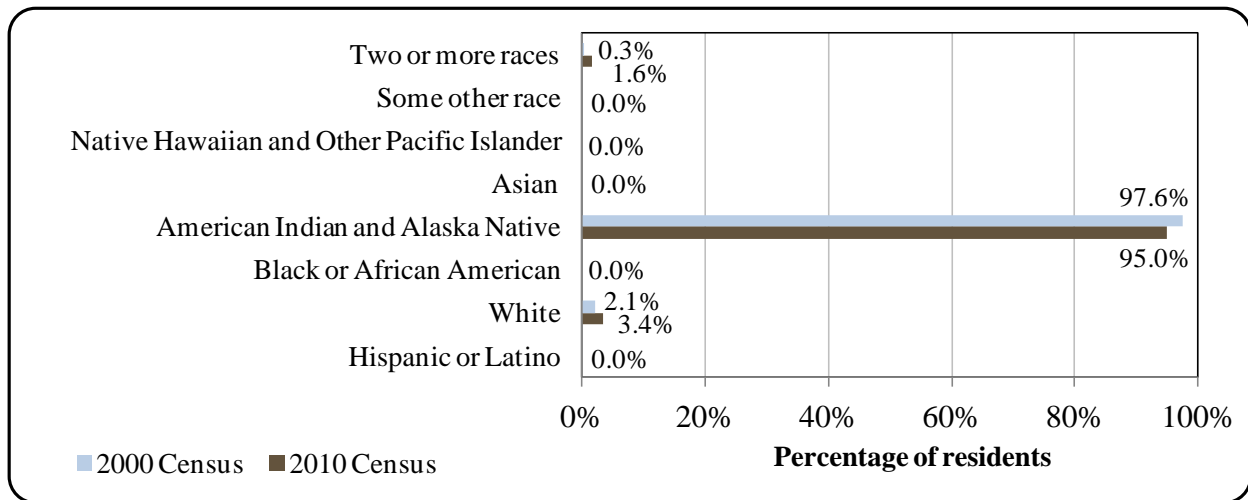 Two or more races
0.3%
1.6%
Some other race
0.0%
Native Hawaiian and Other Pacific Islander
0.0%
Asian
0.0%
97.6%
American Indian and Alaska Native
95.0%
Black or African American
0.0%
White
2.1%
3.4%
Hispanic or Latino
0.0%
0% 20% 40% 60% 80% 100%
2000 Census 2010 Census
Percentage of residents